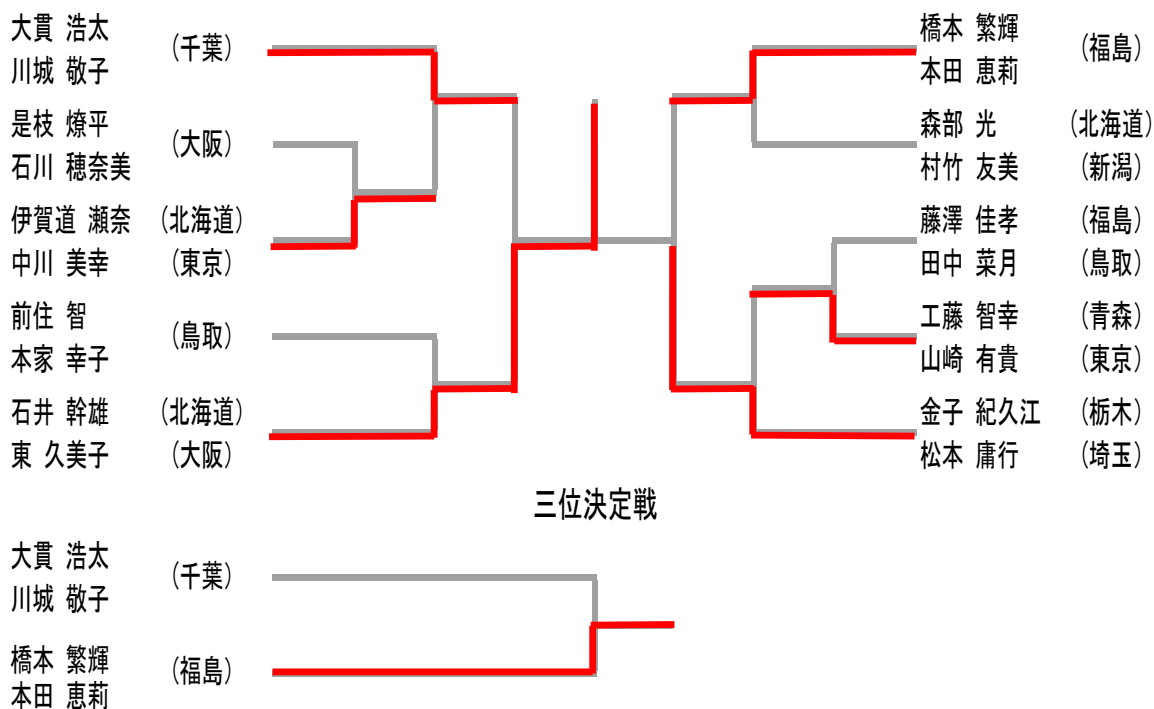 大貫 浩太
(千葉)
川城 敬子
是枝 燎平
(大阪)
石川 穂奈美
伊賀道 瀬奈 (北海道)
中川 美幸 (東京)
前住 智
(鳥取)
本家 幸子
石井 幹雄 (北海道)
東 久美子 (大阪)
橋本 繁輝
(福島)
本田 恵莉
森部 光 (北海道)
村竹 友美 (新潟)
藤澤 佳孝 (福島)
田中 菜月 (鳥取)
工藤 智幸 (青森)
山崎 有貴 (東京)
金子 紀久江 (栃木)
松本 庸行 (埼玉)
三位決定戦
大貫 浩太
(千葉)
川城 敬子
橋本 繁輝
(福島)
本田 恵莉